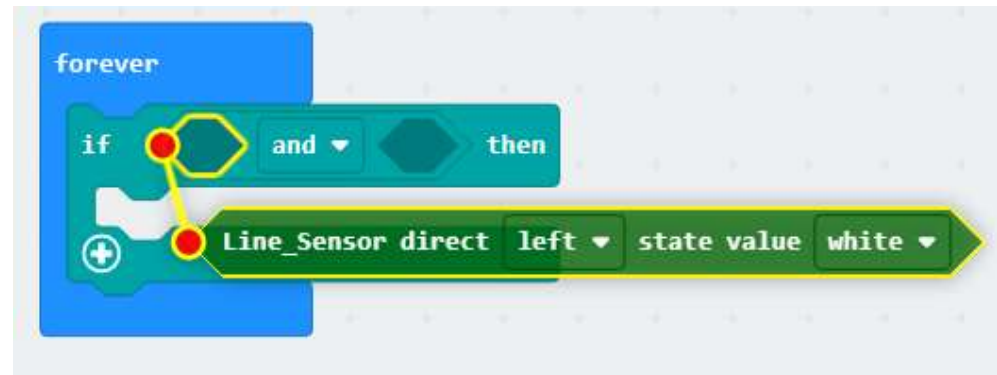 forever
if and then
Line_Sensor direct left state value white